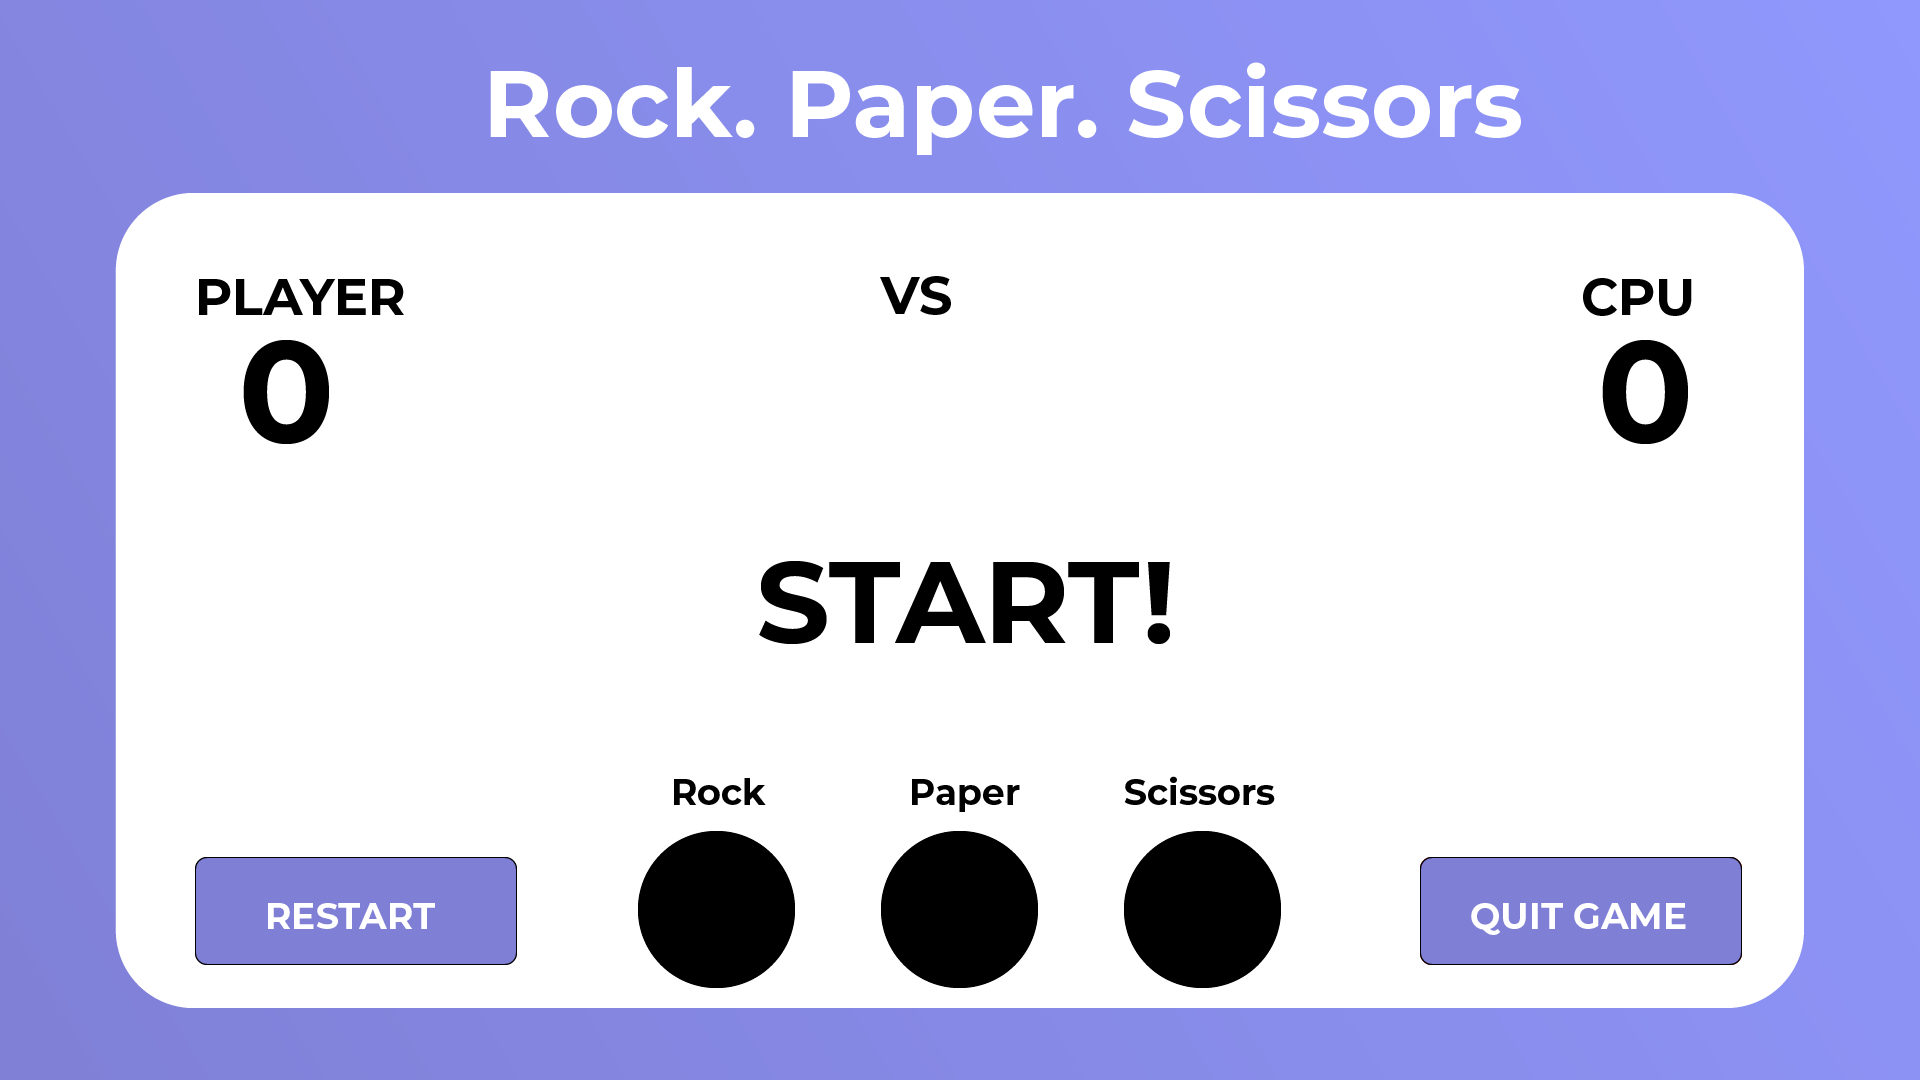 Rock. Paper. Scissors
PLAYER VS CPU
0 0
START!
Rock Paper Scissors
RESTART QUIT GAME